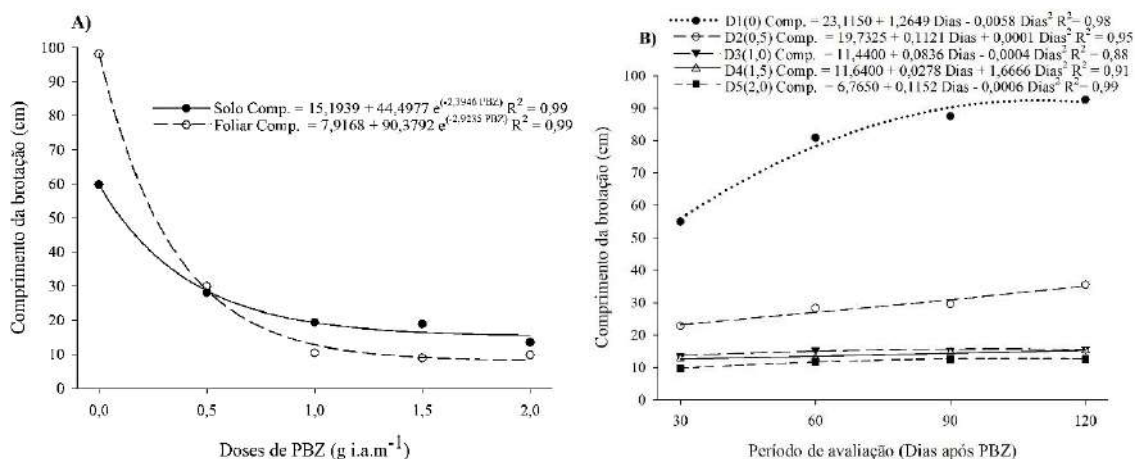 A)
Comprimento da brotação (cm)
100
90
80
70
60
50
40
30
20
10
0
Solo Comp. = 15,1939 + 44,4977 e(-2,3946 PBZ) R² = 0,99
Foliar Comp. = 7,9168 + 90,3792 e(-2,9235 PBZ) R² = 0,99
0,0 0,5 1,0 1,5 2,0
Doses de PBZ (g i.a.m⁻¹)
B)
D1(0) Comp. = 23,1150 + 1,2649 Dias - 0,0058 Dias² R² = 0,98
D2(0,5) Comp. = 19,7325 + 0,1121 Dias + 0,0001 Dias² R² = 0,95
D3(1,0) Comp. = 11,4400 + 0,0836 Dias - 0,0004 Dias² R² = 0,88
D4(1,5) Comp. = 11,6400 + 0,0278 Dias + 1,6666 Dias² R² = 0,91
D5(2,0) Comp. = 6,7650 + 0,1152 Dias - 0,0006 Dias² R² = 0,99
Comprimento da brotação (cm)
100
90
80
70
60
50
40
30
20
10
0
30 60 90 120
Período de avaliação (Dias após PBZ)